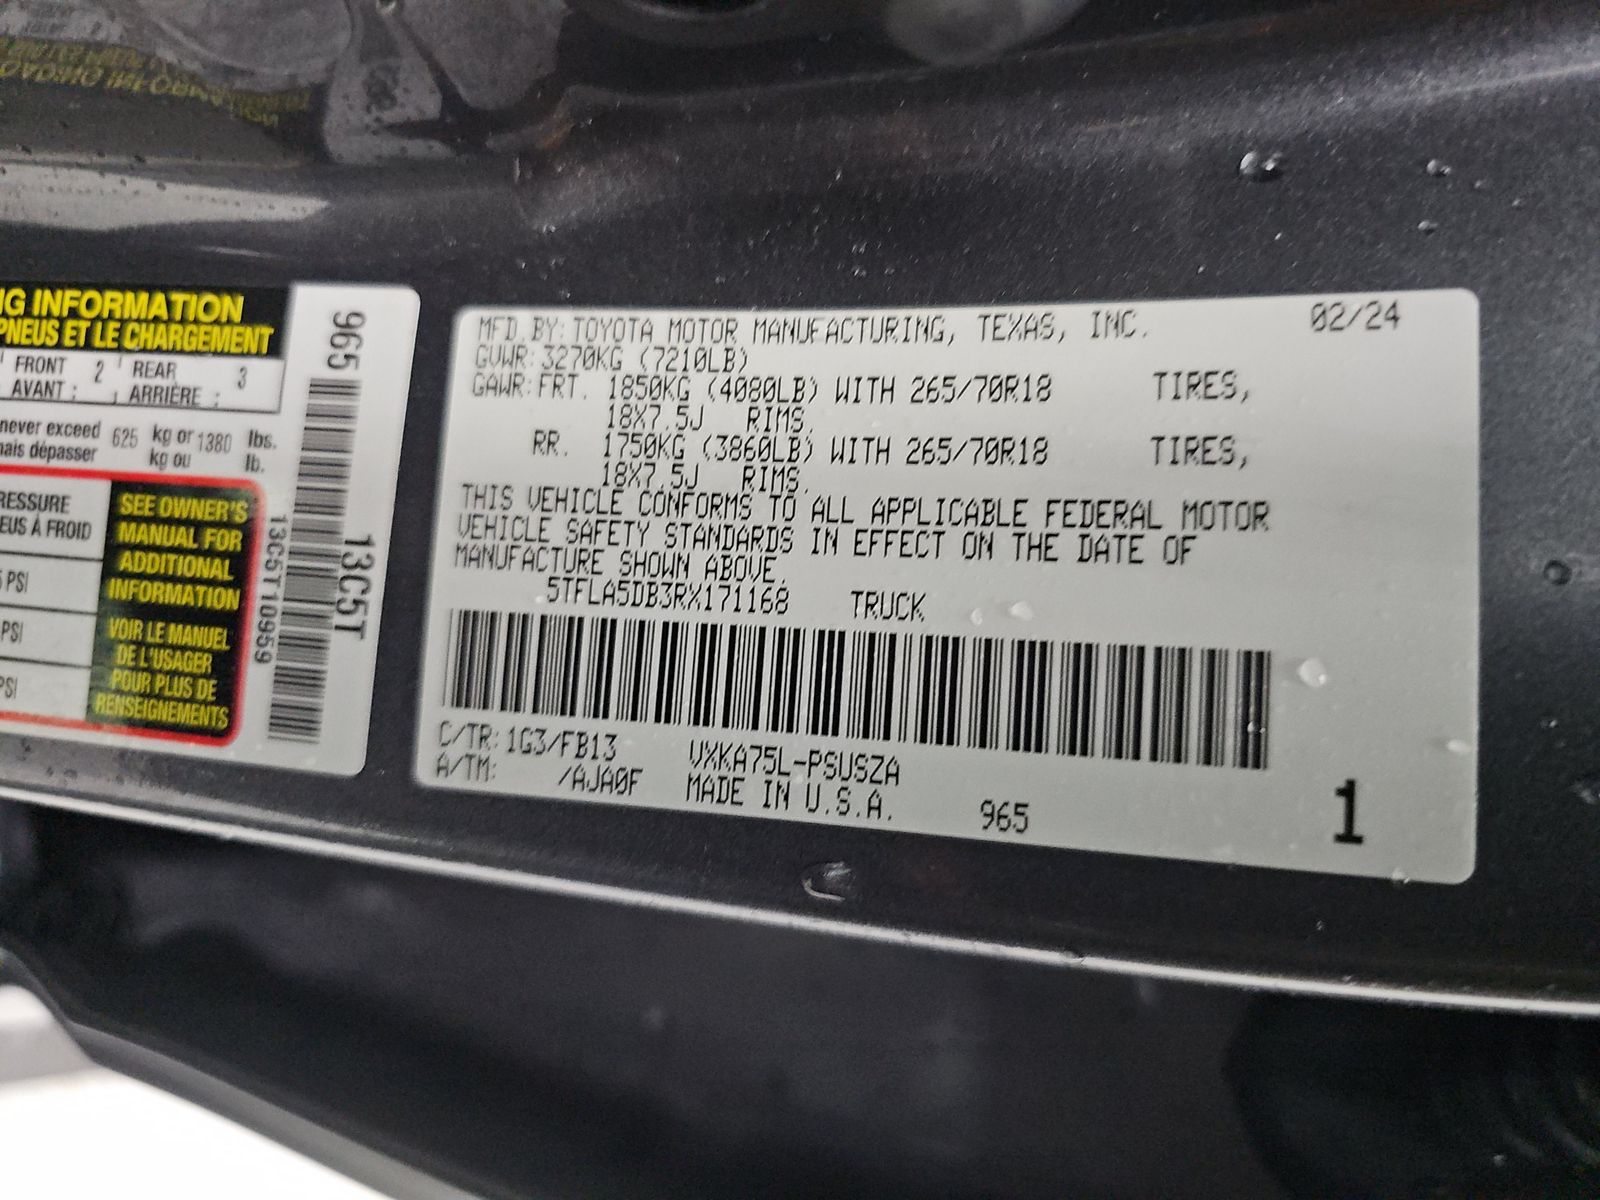 NG INFORMATION
PNEUS ET LE CHARGEMENT
FRONT 2 REAR 3
AVANT : ARRIÈRE :
never exceed 625 kg or 1380 lbs.
mais dépasser kg ou lb.
RESSURE
EUS À FROID
5 PSI
PSI
PSI
SEE OWNER'S
MANUAL FOR
ADDITIONAL
INFORMATION
VOIR LE MANUEL
DE L'USAGER
POUR PLUS DE
RENSEIGNEMENTS
965
13C5T
13C5T10959
MFD.BY:TOYOTA MOTOR MANUFACTURING, TEXAS, INC. 02/24
GVWR:3270KG (7210LB)
GAWR:FRT. 1850KG (4080LB) WITH 265/70R18 TIRES,
18X7.5J RIMS,
RR. 1750KG (3860LB) WITH 265/70R18 TIRES,
18X7.5J RIMS.
THIS VEHICLE CONFORMS TO ALL APPLICABLE FEDERAL MOTOR
VEHICLE SAFETY STANDARDS IN EFFECT ON THE DATE OF
MANUFACTURE SHOWN ABOVE.
5TFLA5DB3RX171168 TRUCK
C/TR:1G3/FB13 VXKA75L-PSUSZA
A/TM: /AJA0F MADE IN U.S.A.
965
1